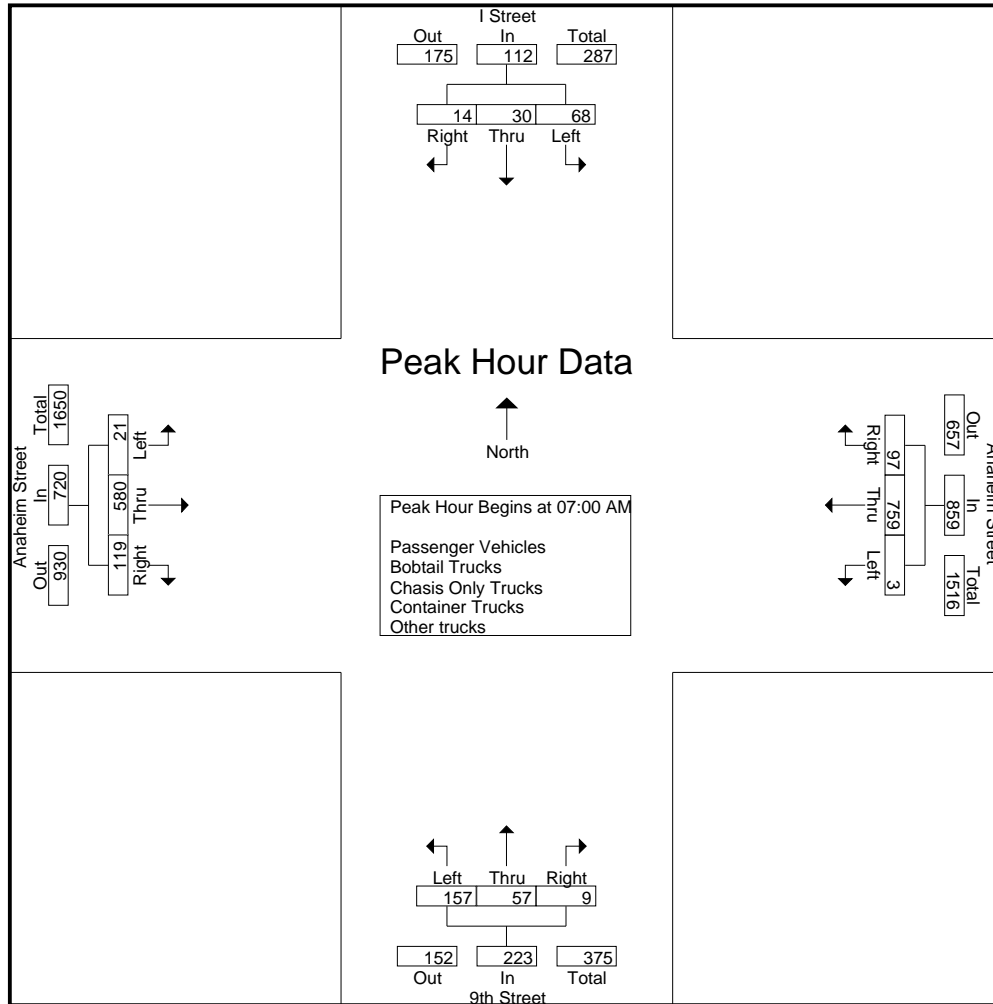 I Street
Out In Total
175 112 287
14 30 68
Right Thru Left
Peak Hour Data
North
Peak Hour Begins at 07:00 AM
Passenger Vehicles
Bobtail Trucks
Chasis Only Trucks
Container Trucks
Other trucks
Anaheim Street
Out In Total
930 720 1650
119 580 21
Right Thru Left
Anaheim Street
Out In Total
657 859 1516
97 759 3
Right Thru Left
Left Thru Right
157 57 9
152 223 375
Out In Total
9th Street